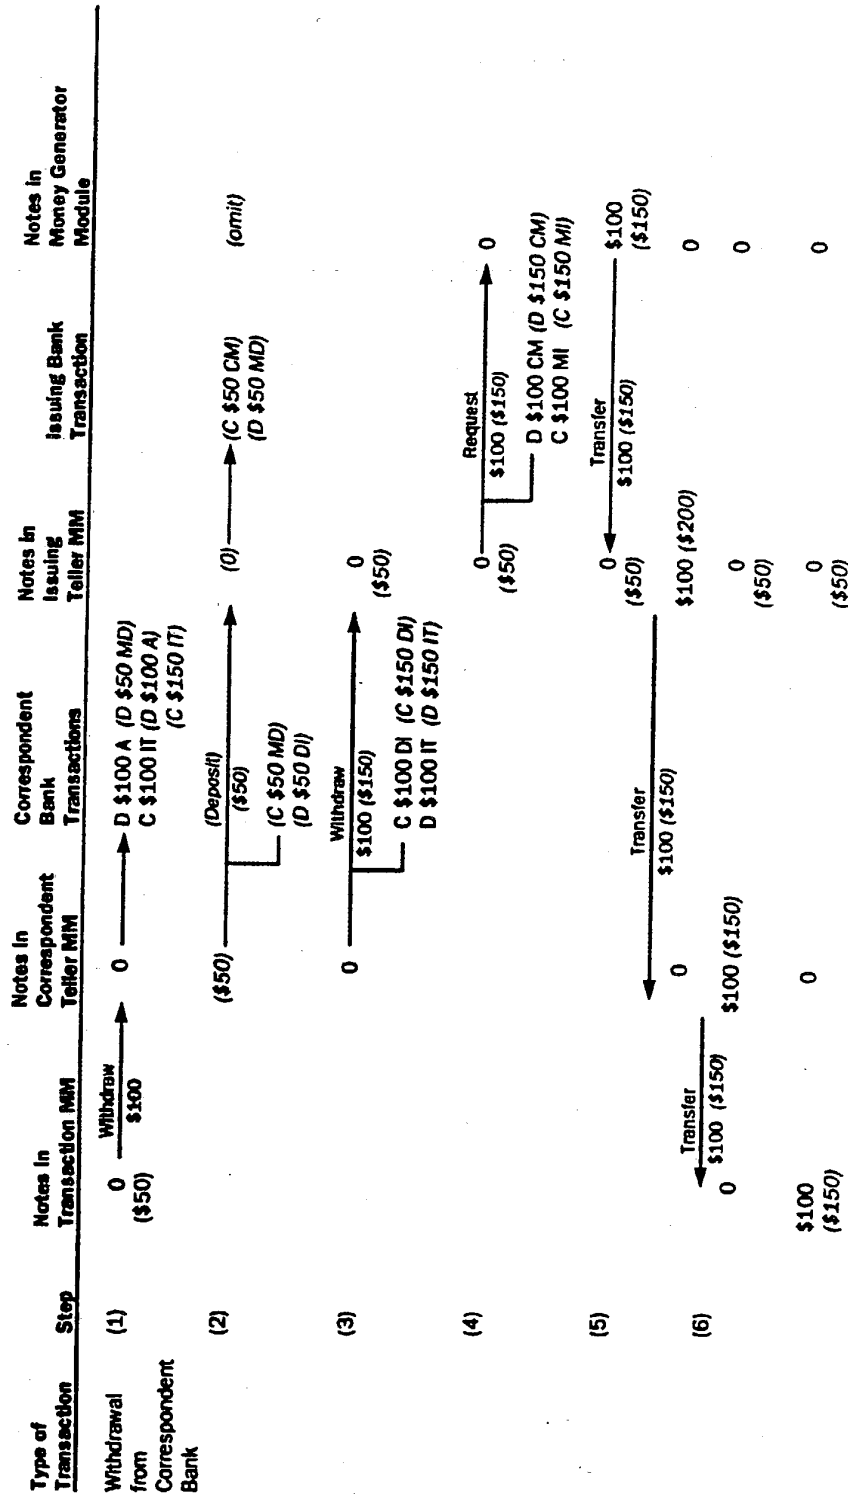 Type of Transaction
Step
Notes in Transaction MM
Notes in Correspondent Teller MM
Correspondent Bank Transactions
Notes in Issuing Teller MM
Issuing Bank Transaction
Notes in Money Generator Module
Withdrawal from Correspondent Bank
(1)
0
($50)
Withdraw
$100
0
D $100 A (D $50 MD)
C $100 IT (D $100 A)
(C $150 IT)
(2)
($50)
(Deposit)
($50)
(C $50 MD)
(D $50 DI)
(0)
(C $50 CM)
(D $50 MD)
(omit)
(3)
0
Withdraw
$100 ($150)
C $100 DI (C $150 DI)
D $100 IT (D $150 IT)
0
($50)
(4)
0
($50)
Request
$100 ($150)
D $100 CM (D $150 CM)
C $100 MI (C $150 MI)
0
(5)
0
($50)
Transfer
$100 ($150)
$100
($150)
(6)
0
Transfer
$100 ($150)
$100 ($200)
0
0
Transfer
$100 ($150)
$100 ($150)
0
($50)
0
$100
($150)
0
0
($50)
0